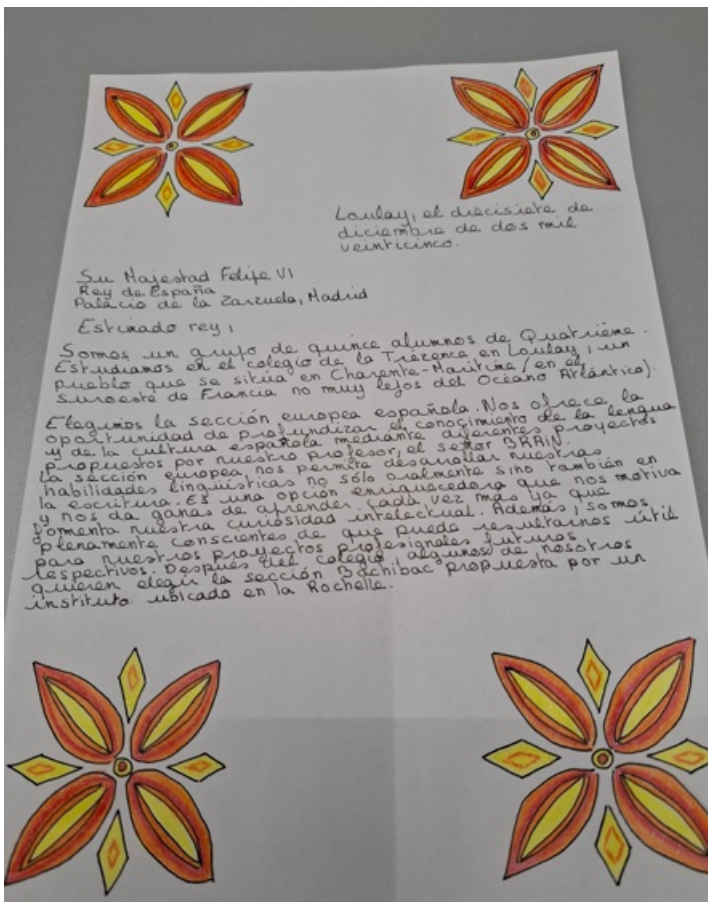 Loulay, el diecisiete de
diciembre de dos mil
veinticinco.
Su Majestad Felipe VI
Rey de España
Palacio de la Zarzuela, Madrid
Estimado rey,
Somos un grupo de quince alumnos de Quatrième.
Estudiamos en el colegio de la Trézence en Loulay, un
pueblo que se sitúa en Charente-Maritime (en el
suroeste de Francia no muy lejos del Océano Atlántico).
Elegimos la sección europea española. Nos ofrece la
oportunidad de profundizar el conocimiento de la lengua
y de la cultura española mediante diferentes proyectos
propuestos por nuestro profesor, el señor BRAIN.
La sección europea nos permite desarollar nuestras
habilidades lingüísticas no sólo oralmente sino también en
la escritura. Es una opción enriquecedora que nos motiva
y nos da ganas de aprender cada vez más ya que
fomenta nuestra curiosidad intelectual. Además, somos
plenamente conscientes de que puede resultarnos útil
para nuestros proyectos profesionales futuros
respectivos. Después del colegio, algunos de nosotros
quieren elegir la sección Bachibac propuesta por un
instituto ubicado en la Rochelle.